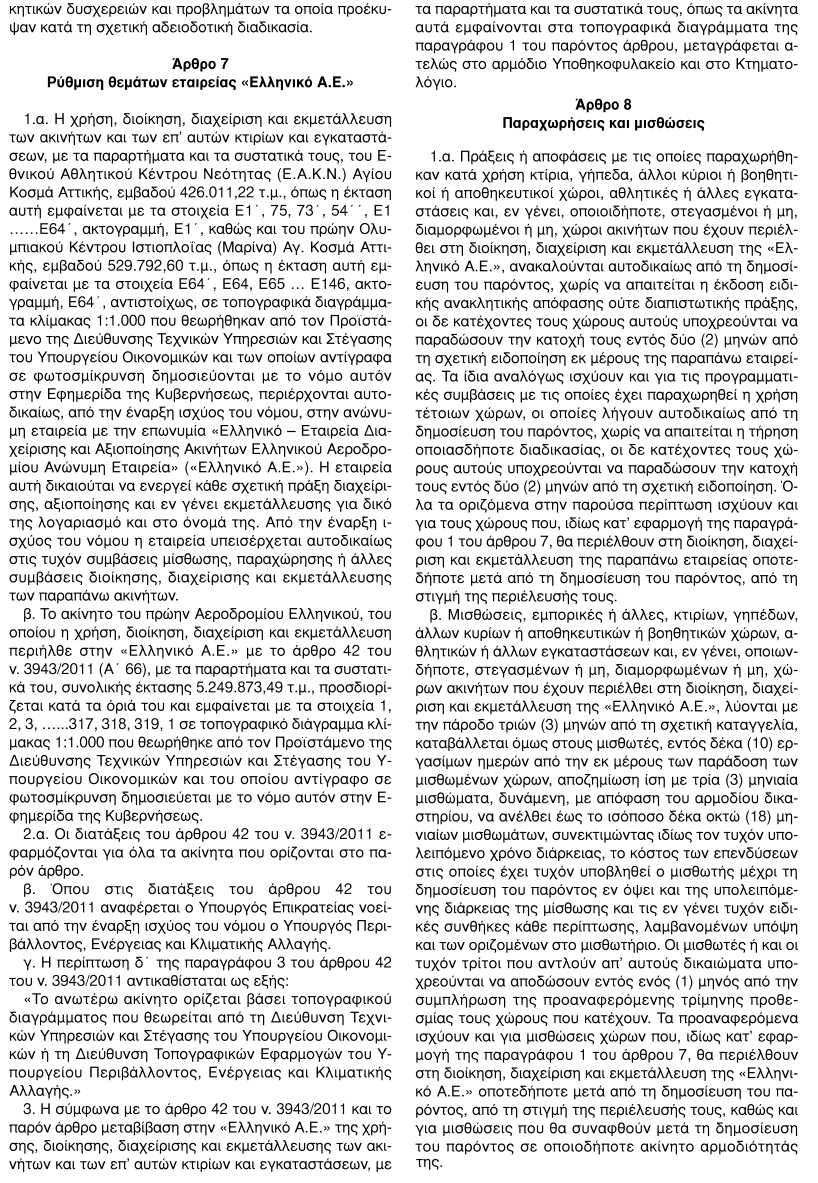 κητικών δυσχερειών και προβλημάτων τα οποία προέκυ-
ψαν κατά τη σχετική αδειοδοτική διαδικασία.
Άρθρο 7
Ρύθμιση θεμάτων εταιρείας «Ελληνικό Α.Ε.»
1.α. Η χρήση, διοίκηση, διαχείριση και εκμετάλλευση
των ακινήτων και των επ’ αυτών κτιρίων και εγκαταστά-
σεων, με τα παραρτήματα και τα συστατικά τους, του Ε-
θνικού Αθλητικού Κέντρου Νεότητας (Ε.Α.Κ.Ν.) Αγίου
Κοσμά Αττικής, εμβαδού 426.011,22 τ.μ., όπως η έκταση
αυτή εμφαίνεται με τα στοιχεία Ε1΄, 75, 73΄, 54΄΄, Ε1
……Ε64΄, ακτογραμμή, Ε1΄, καθώς και του πρώην Ολυ-
μπιακού Κέντρου Ιστιοπλοΐας (Μαρίνα) Αγ. Κοσμά Αττι-
κής, εμβαδού 529.792,60 τ.μ., όπως η έκταση αυτή εμ-
φαίνεται με τα στοιχεία Ε64΄, Ε64, Ε65 … Ε146, ακτο-
γραμμή, Ε64΄, αντιστοίχως, σε τοπογραφικά διαγράμμα-
τα κλίμακας 1:1.000 που θεωρήθηκαν από τον Προϊστά-
μενο της Διεύθυνσης Τεχνικών Υπηρεσιών και Στέγασης
του Υπουργείου Οικονομικών και των οποίων αντίγραφα
σε φωτοσμίκρυνση δημοσιεύονται με το νόμο αυτόν
στην Εφημερίδα της Κυβερνήσεως, περιέρχονται αυτο-
δικαίως, από την έναρξη ισχύος του νόμου, στην ανώνυ-
μη εταιρεία με την επωνυμία «Ελληνικό – Εταιρεία Δια-
χείρισης και Αξιοποίησης Ακινήτων Ελληνικού Αεροδρο-
μίου Ανώνυμη Εταιρεία» («Ελληνικό Α.Ε.»). Η εταιρεία
αυτή δικαιούται να ενεργεί κάθε σχετική πράξη διαχείρι-
σης, αξιοποίησης και εν γένει εκμετάλλευσης για δικό
της λογαριασμό και στο όνομά της. Από την έναρξη ι-
σχύος του νόμου η εταιρεία υπεισέρχεται αυτοδικαίως
στις τυχόν συμβάσεις μίσθωσης, παραχώρησης ή άλλες
συμβάσεις διοίκησης, διαχείρισης και εκμετάλλευσης
των παραπάνω ακινήτων.
β. Το ακίνητο του πρώην Αεροδρομίου Ελληνικού, του
οποίου η χρήση, διοίκηση, διαχείριση και εκμετάλλευση
περιήλθε στην «Ελληνικό Α.Ε.» με το άρθρο 42 του
ν. 3943/2011 (Α΄ 66), με τα παραρτήματα και τα συστατι-
κά του, συνολικής έκτασης 5.249.873,49 τ.μ., προσδιορί-
ζεται κατά τα όριά του και εμφαίνεται με τα στοιχεία 1,
2, 3, …...317, 318, 319, 1 σε τοπογραφικό διάγραμμα κλί-
μακας 1:1.000 που θεωρήθηκε από τον Προϊστάμενο της
Διεύθυνσης Τεχνικών Υπηρεσιών και Στέγασης του Υ-
πουργείου Οικονομικών και του οποίου αντίγραφο σε
φωτοσμίκρυνση δημοσιεύεται με το νόμο αυτόν στην Ε-
φημερίδα της Κυβερνήσεως.
2.α. Οι διατάξεις του άρθρου 42 του ν. 3943/2011 ε-
φαρμόζονται για όλα τα ακίνητα που ορίζονται στο πα-
ρόν άρθρο.
β. Όπου στις διατάξεις του άρθρου 42 του
ν. 3943/2011 αναφέρεται ο Υπουργός Επικρατείας νοεί-
ται από την έναρξη ισχύος του νόμου ο Υπουργός Περι-
βάλλοντος, Ενέργειας και Κλιματικής Αλλαγής.
γ. Η περίπτωση δ΄ της παραγράφου 3 του άρθρου 42
του ν. 3943/2011 αντικαθίσταται ως εξής:
«Το ανωτέρω ακίνητο ορίζεται βάσει τοπογραφικού
διαγράμματος που θεωρείται από τη Διεύθυνση Τεχνι-
κών Υπηρεσιών και Στέγασης του Υπουργείου Οικονομι-
κών ή τη Διεύθυνση Τοπογραφικών Εφαρμογών του Υ-
πουργείου Περιβάλλοντος, Ενέργειας και Κλιματικής
Αλλαγής.»
3. Η σύμφωνα με το άρθρο 42 του ν. 3943/2011 και το
παρόν άρθρο μεταβίβαση στην «Ελληνικό Α.Ε.» της χρή-
σης, διοίκησης, διαχείρισης και εκμετάλλευσης των ακι-
νήτων και των επ’ αυτών κτιρίων και εγκαταστάσεων, με
τα παραρτήματα και τα συστατικά τους, όπως τα ακίνητα
αυτά εμφαίνονται στα τοπογραφικά διαγράμματα της
παραγράφου 1 του παρόντος άρθρου, μεταγράφεται α-
τελώς στο αρμόδιο Υποθηκοφυλακείο και στο Κτηματο-
λόγιο.
Άρθρο 8
Παραχωρήσεις και μισθώσεις
1.α. Πράξεις ή αποφάσεις με τις οποίες παραχωρήθη-
καν κατά χρήση κτίρια, γήπεδα, άλλοι κύριοι ή βοηθητι-
κοί ή αποθηκευτικοί χώροι, αθλητικές ή άλλες εγκατα-
στάσεις και, εν γένει, οποιοιδήποτε, στεγασμένοι ή μη,
διαμορφωμένοι ή μη, χώροι ακινήτων που έχουν περιέλ-
θει στη διοίκηση, διαχείριση και εκμετάλλευση της «Ελ-
ληνικό Α.Ε.», ανακαλούνται αυτοδικαίως από τη δημοσί-
ευση του παρόντος, χωρίς να απαιτείται η έκδοση ειδι-
κής ανακλητικής απόφασης ούτε διαπιστωτικής πράξης,
οι δε κατέχοντες τους χώρους αυτούς υποχρεούνται να
παραδώσουν την κατοχή τους εντός δύο (2) μηνών από
τη σχετική ειδοποίηση εκ μέρους της παραπάνω εταιρεί-
ας. Τα ίδια αναλόγως ισχύουν και για τις προγραμματι-
κές συμβάσεις με τις οποίες έχει παραχωρηθεί η χρήση
τέτοιων χώρων, οι οποίες λήγουν αυτοδικαίως από τη
δημοσίευση του παρόντος, χωρίς να απαιτείται η τήρηση
οποιασδήποτε διαδικασίας, οι δε κατέχοντες τους χώ-
ρους αυτούς υποχρεούνται να παραδώσουν την κατοχή
τους εντός δύο (2) μηνών από τη σχετική ειδοποίηση. Ό-
λα τα οριζόμενα στην παρούσα περίπτωση ισχύουν και
για τους χώρους που, ιδίως κατ’ εφαρμογή της παραγρά-
φου 1 του άρθρου 7, θα περιέλθουν στη διοίκηση, διαχεί-
ριση και εκμετάλλευση της παραπάνω εταιρείας οποτε-
δήποτε μετά από τη δημοσίευση του παρόντος, από τη
στιγμή της περιέλευσής τους.
β. Μισθώσεις, εμπορικές ή άλλες, κτιρίων, γηπέδων,
άλλων κυρίων ή αποθηκευτικών ή βοηθητικών χώρων, α-
θλητικών ή άλλων εγκαταστάσεων και, εν γένει, οποιων-
δήποτε, στεγασμένων ή μη, διαμορφωμένων ή μη, χώ-
ρων ακινήτων που έχουν περιέλθει στη διοίκηση, διαχεί-
ριση και εκμετάλλευση της «Ελληνικό Α.Ε.», λύονται με
την πάροδο τριών (3) μηνών από τη σχετική καταγγελία,
καταβάλλεται όμως στους μισθωτές, εντός δέκα (10) ερ-
γασίμων ημερών από την εκ μέρους των παράδοση των
μισθωμένων χώρων, αποζημίωση ίση με τρία (3) μηνιαία
μισθώματα, δυνάμενη, με απόφαση του αρμοδίου δικα-
στηρίου, να ανέλθει έως το ισόποσο δέκα οκτώ (18) μη-
νιαίων μισθωμάτων, συνεκτιμώντας ιδίως τον τυχόν υπο-
λειπόμενο χρόνο διάρκειας, το κόστος των επενδύσεων
στις οποίες έχει τυχόν υποβληθεί ο μισθωτής μέχρι τη
δημοσίευση του παρόντος εν όψει και της υπολειπόμε-
νης διάρκειας της μίσθωσης και τις εν γένει τυχόν ειδι-
κές συνθήκες κάθε περίπτωσης, λαμβανομένων υπόψη
και των οριζομένων στο μισθωτήριο. Οι μισθωτές ή και οι
τυχόν τρίτοι που αντλούν απ’ αυτούς δικαιώματα υπο-
χρεούνται να αποδώσουν εντός ενός (1) μηνός από την
συμπλήρωση της προαναφερόμενης τρίμηνης προθε-
σμίας τους χώρους που κατέχουν. Τα προαναφερόμενα
ισχύουν και για μισθώσεις χώρων που, ιδίως κατ’ εφαρ-
μογή της παραγράφου 1 του άρθρου 7, θα περιέλθουν
στη διοίκηση, διαχείριση και εκμετάλλευση της «Ελληνι-
κό Α.Ε.» οποτεδήποτε μετά από τη δημοσίευση του πα-
ρόντος, από τη στιγμή της περιέλευσής τους, καθώς και
για μισθώσεις που θα συναφθούν μετά τη δημοσίευση
του παρόντος σε οποιοδήποτε ακίνητο αρμοδιότητάς
της.